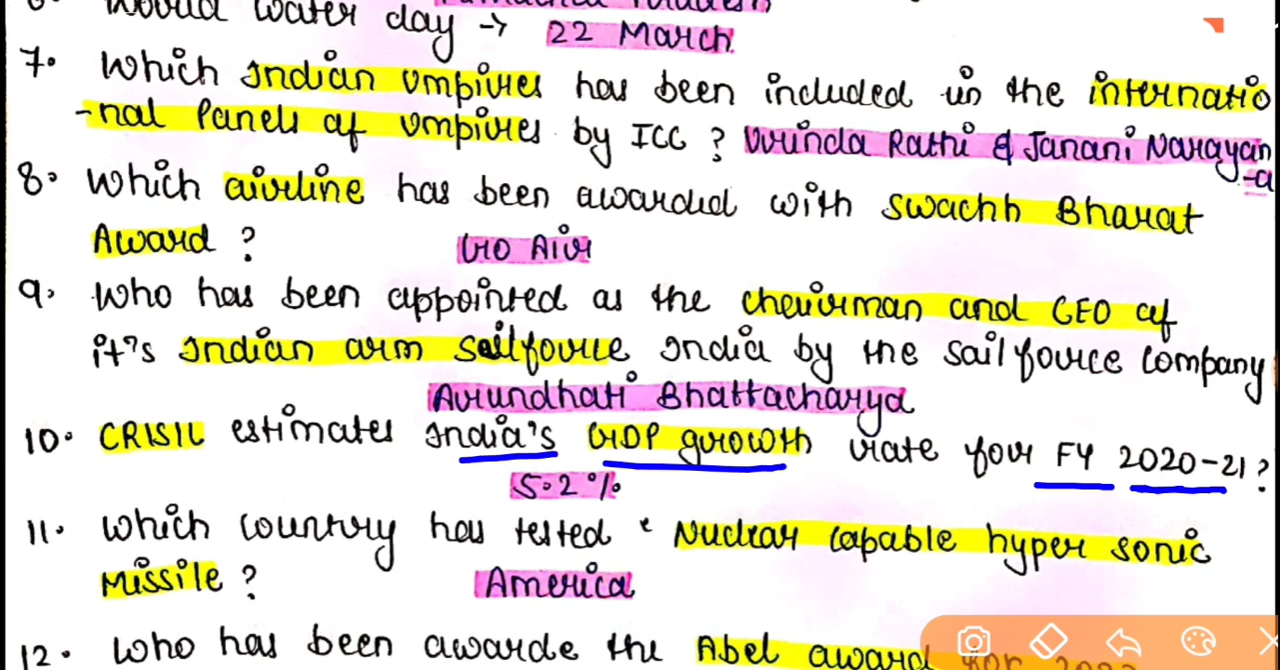 World water day → 22 March
7. Which Indian Umpires has been included in the internatio
-nal Panels of Umpires by ICC ? Vrinda Rathi & Janani Narayan
-a
8. Which airline has been awarded with Swachh Bharat
Award ? Go Air
9. Who has been appointed as the chairman and CEO of
it's Indian arm Sailforce India by the sailforce company
Arundhati Bhattacharya
10. CRISIL estimates India's GDP growth rate for FY 2020-21?
5.2%
11. Which country has tested Nuclear capable hyper sonic
Missile ? America
12. Who has been awarde the Abel award for